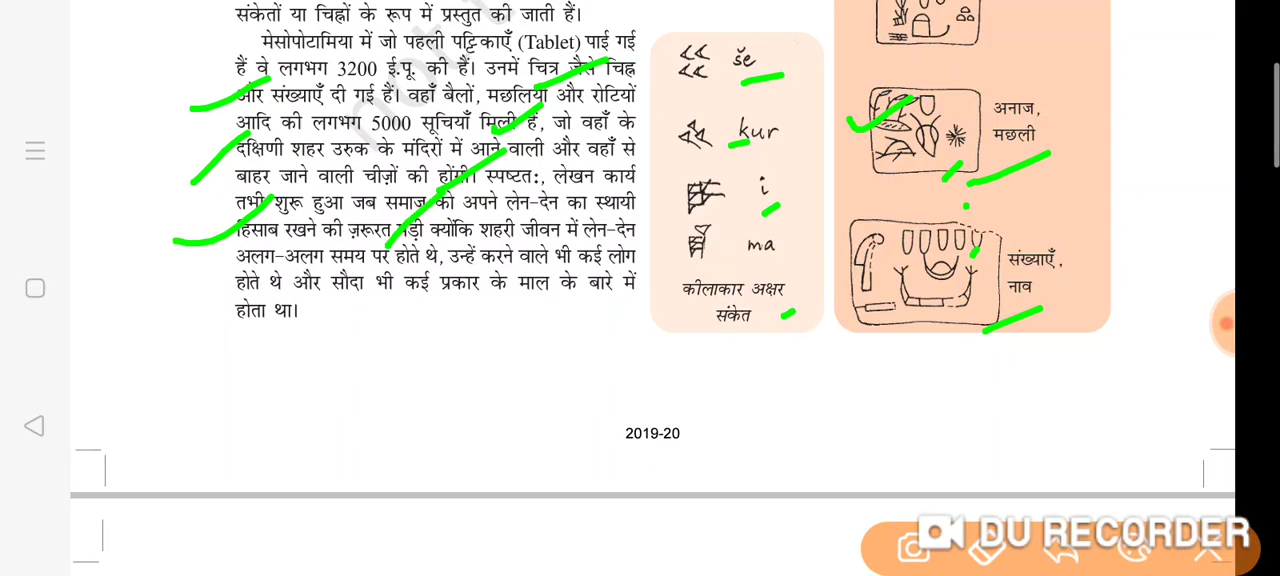 संकेतों या चिह्नों के रूप में प्रस्तुत की जाती हैं।
मेसोपोटामिया में जो पहली पट्टिकाएँ (Tablet) पाई गई
हैं वे लगभग 3200 ई.पू. की हैं। उनमें चित्र जैसे चिह्न
और संख्याएँ दी गई हैं। वहाँ बैलों, मछलियों और रोटियों
आदि की लगभग 5000 सूचियाँ मिली हैं, जो वहाँ के
दक्षिणी शहर उरुक के मंदिरों में आने वाली और वहाँ से
बाहर जाने वाली चीज़ों की होंगी। स्पष्टत:, लेखन कार्य
तभी शुरू हुआ जब समाज को अपने लेन-देन का स्थायी
हिसाब रखने की ज़रूरत पड़ी क्योंकि शहरी जीवन में लेन-देन
अलग-अलग समय पर होते थे, उन्हें करने वाले भी कई लोग
होते थे और सौदा भी कई प्रकार के माल के बारे में
होता था।
še
kur
i
ma
कीलाकार अक्षर
संकेत
अनाज,
मछली
संख्याएँ,
नाव
2019-20
DU RECORDER